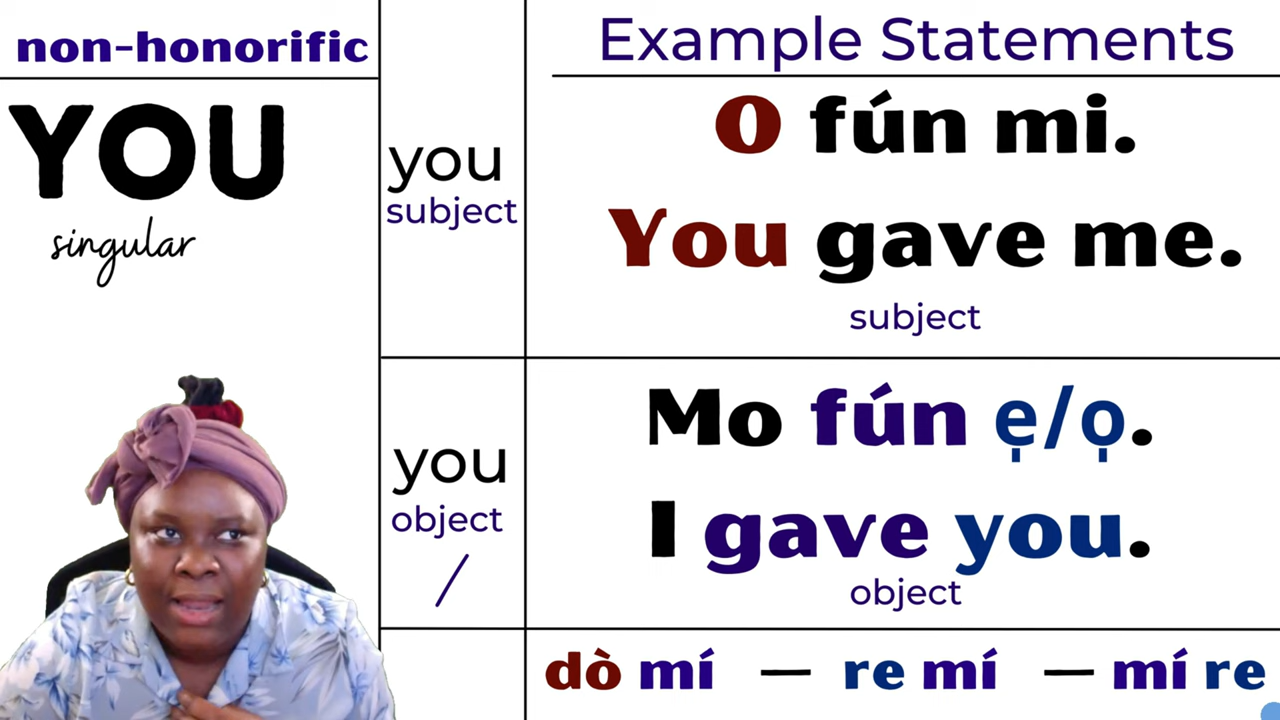 non-honorific
YOU
singular
you
subject
you
object
/
Example Statements
O fún mi.
You gave me.
subject
Mo fún ẹ/ọ.
I gave you.
object
dò mí — re mí — mí re